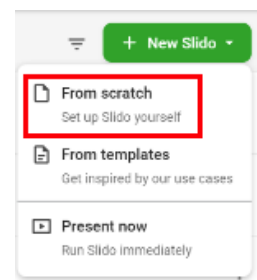 + New Slido
From scratch
Set up Slido yourself
From templates
Get inspired by our use cases
Present now
Run Slido immediately